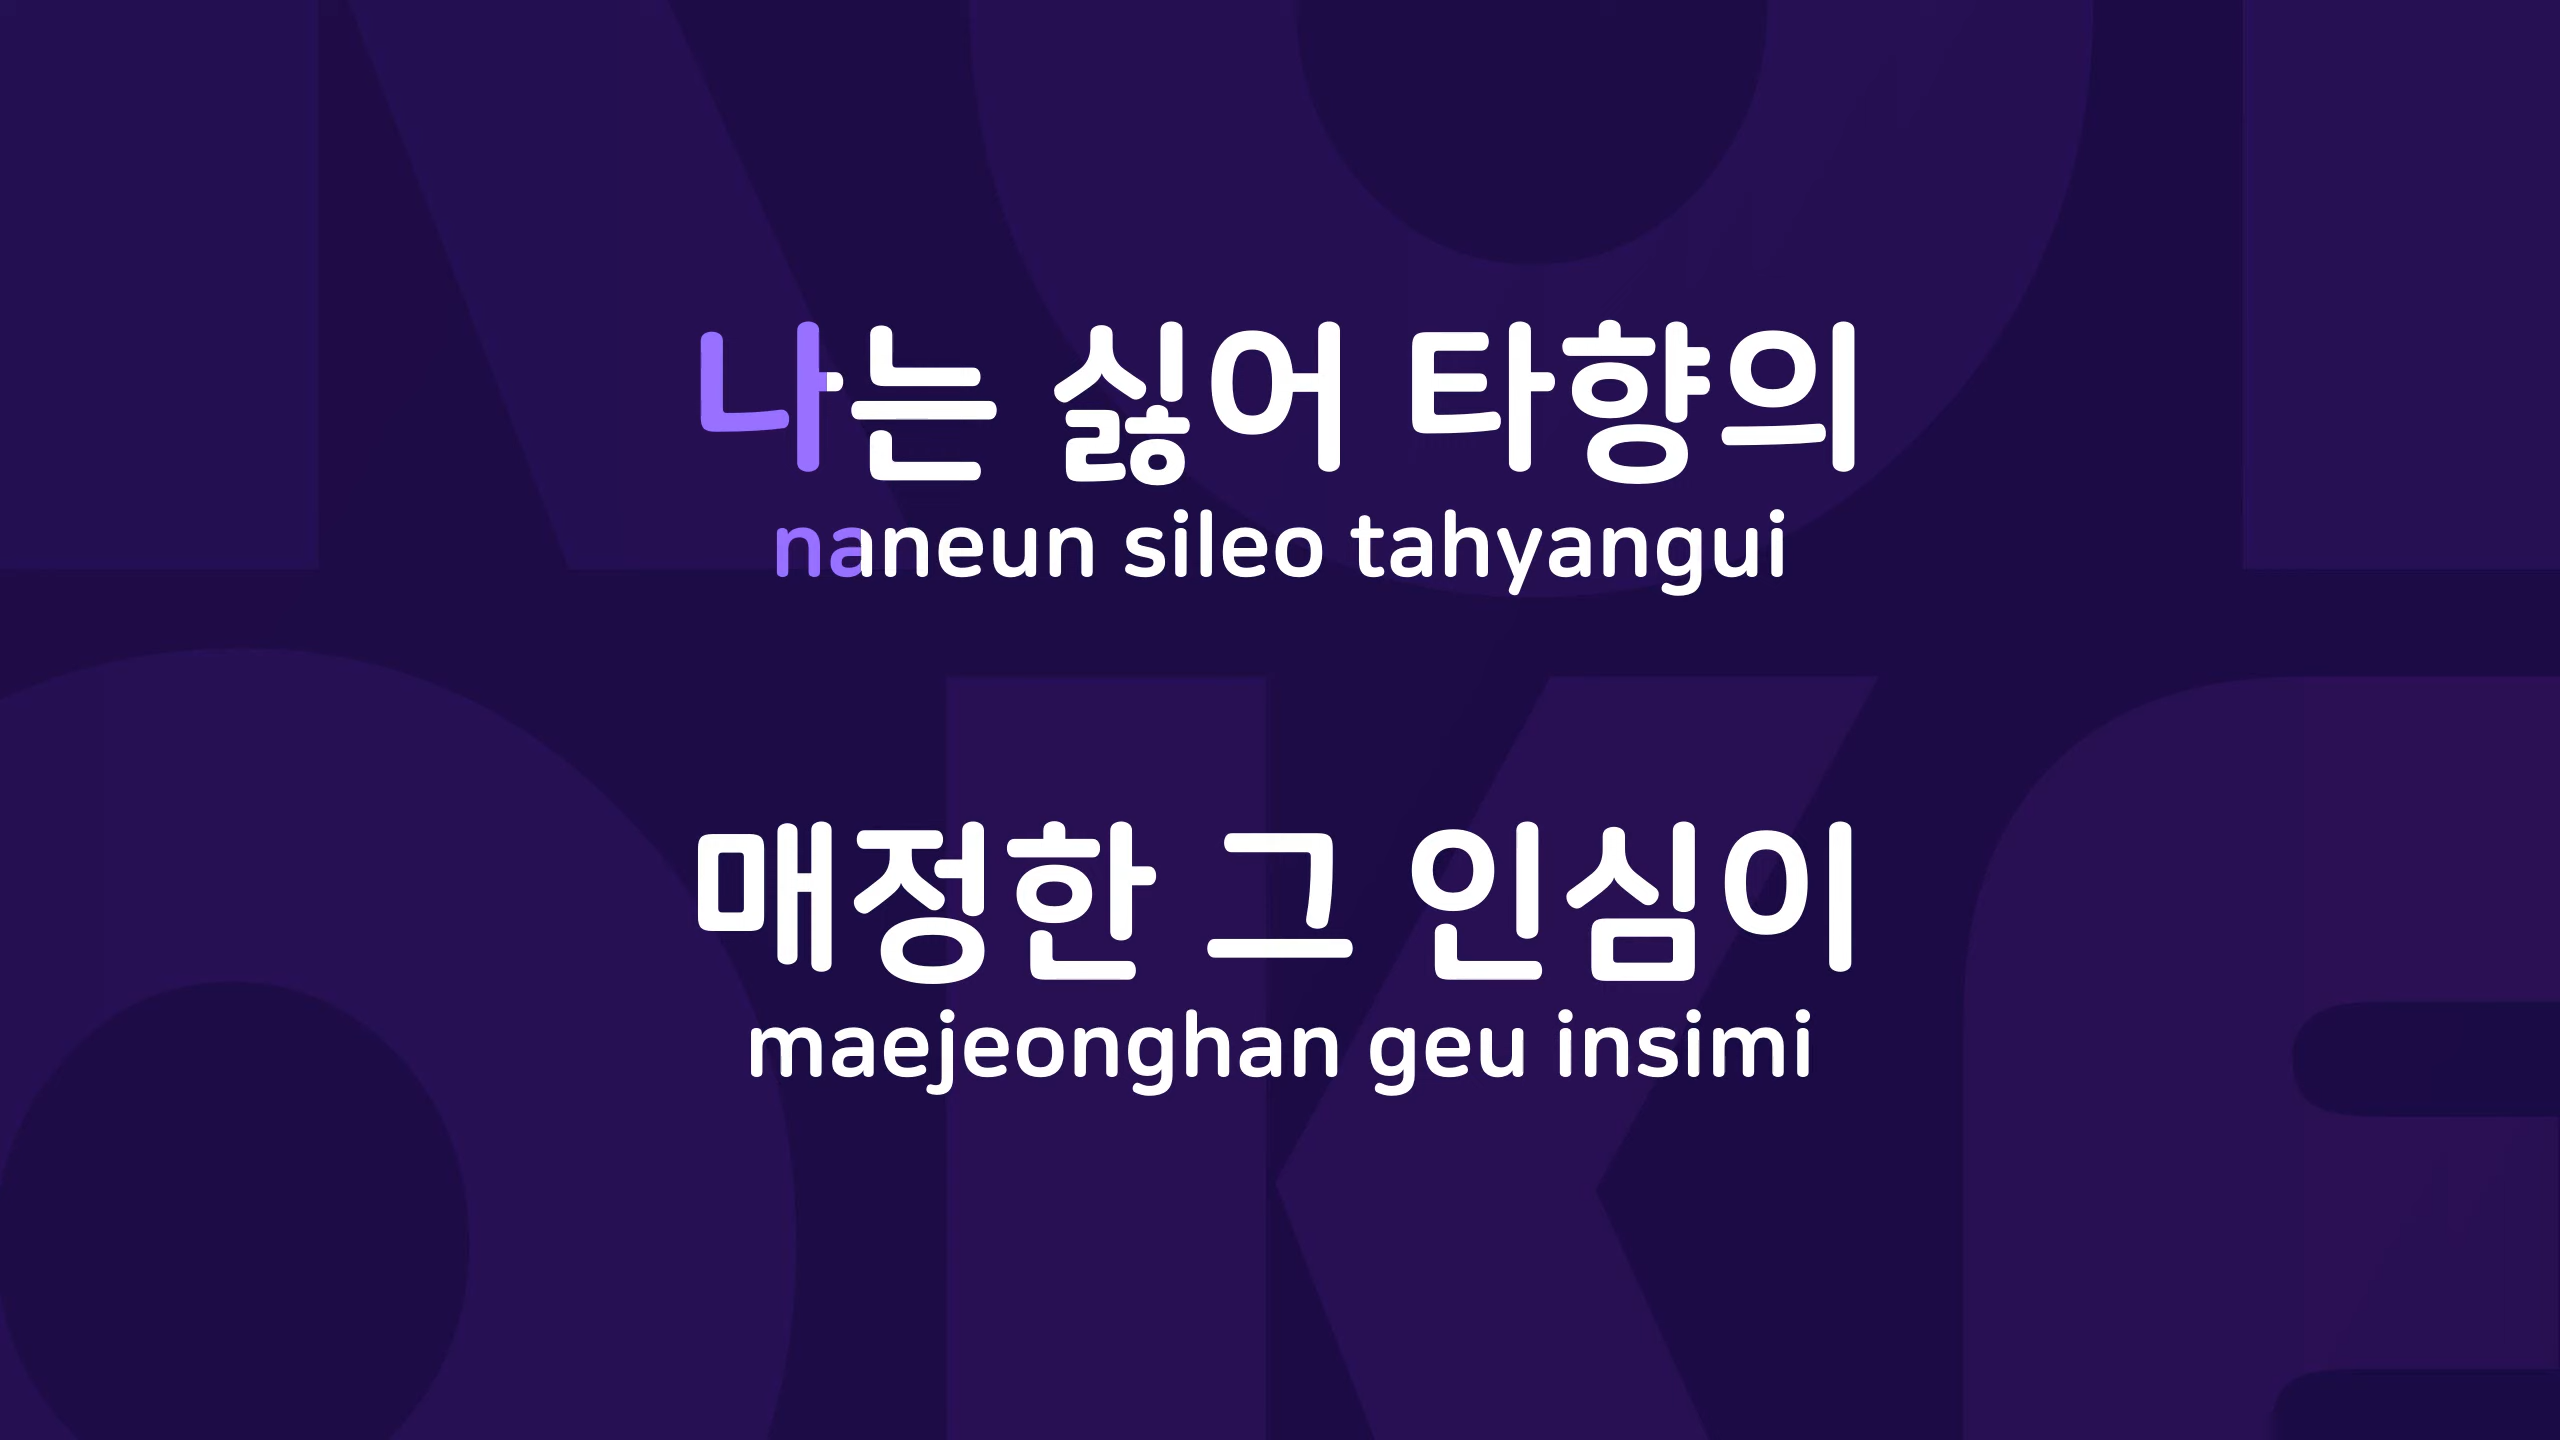 나는 싫어 타향의
naneun sileo tahyangui
매정한 그 인심이
maejeonghan geu insimi